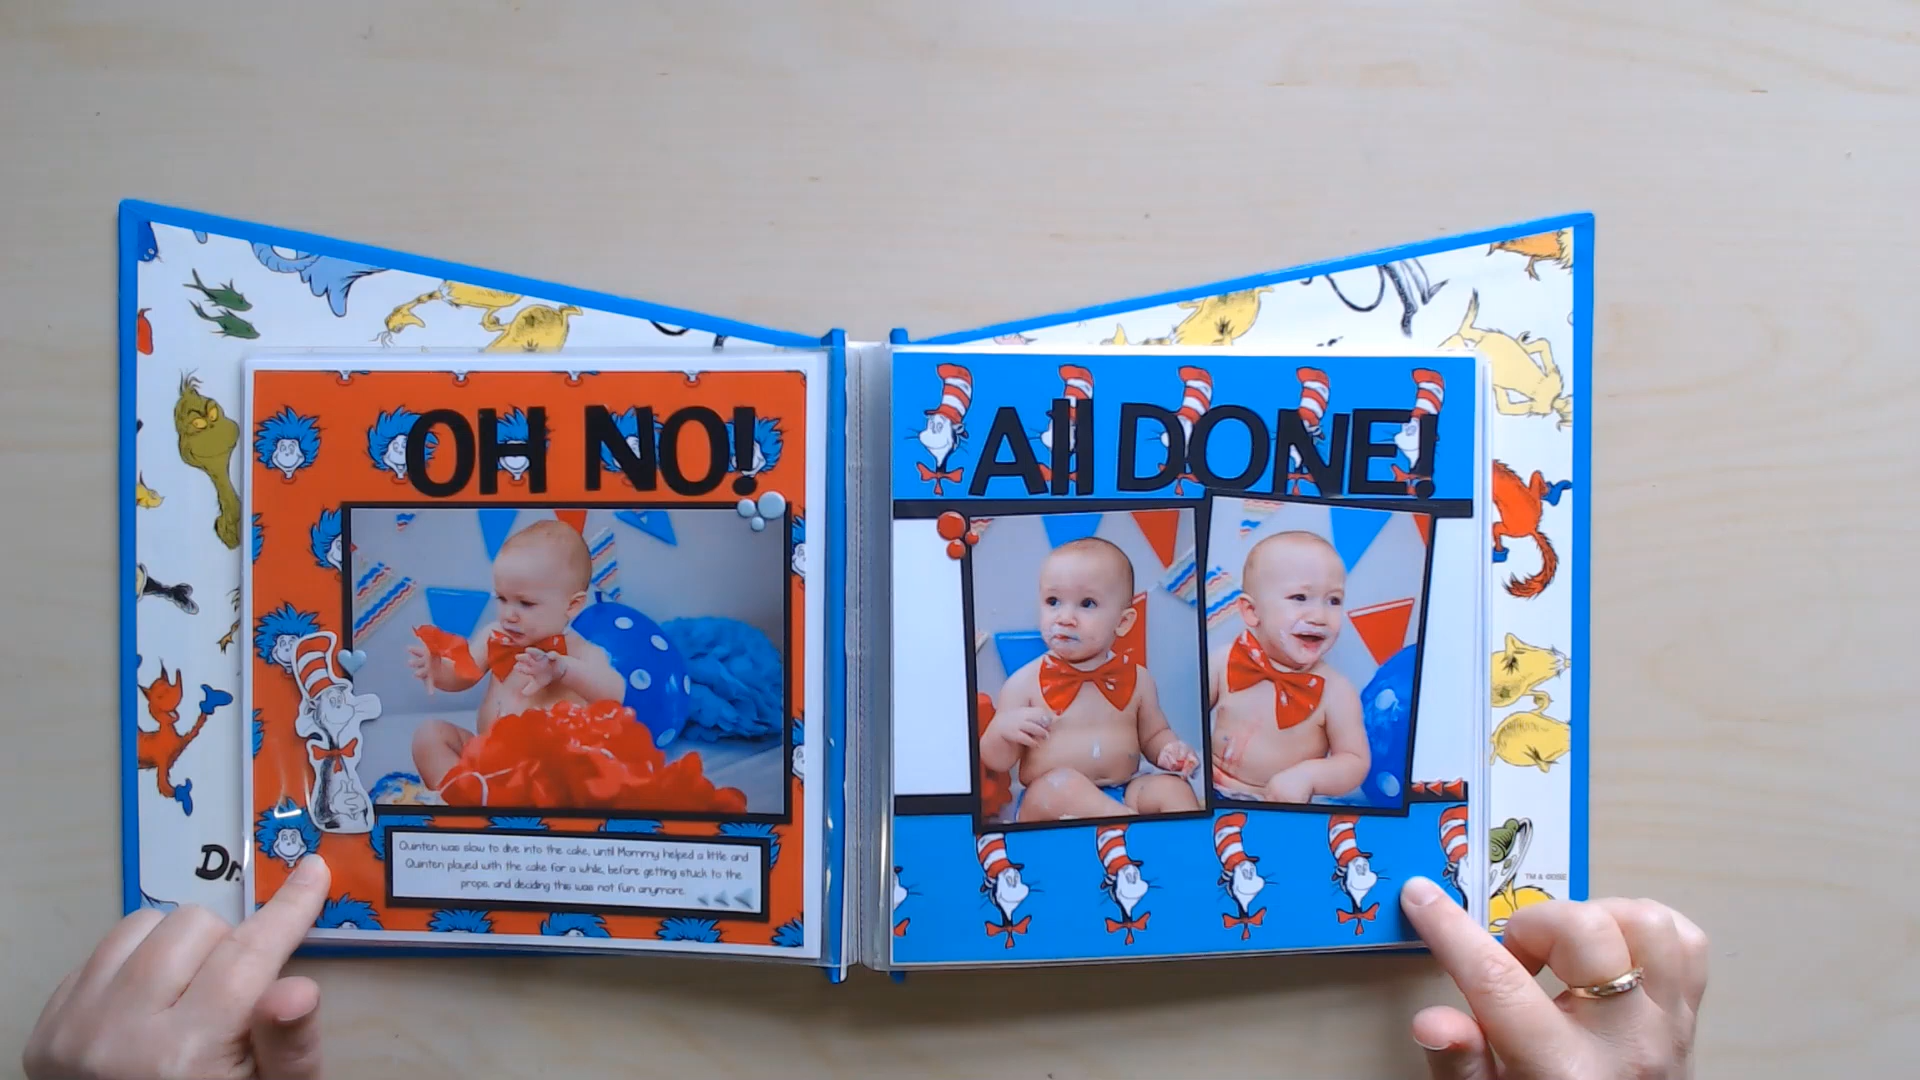 OH NO!
All DONE!
Quinten was slow to dive into the cake, until Mommy helped a little and
Quinten played with the cake for a while, before getting stuck to the
props, and deciding this was not fun anymore.
Dr.
TM & ©DSE